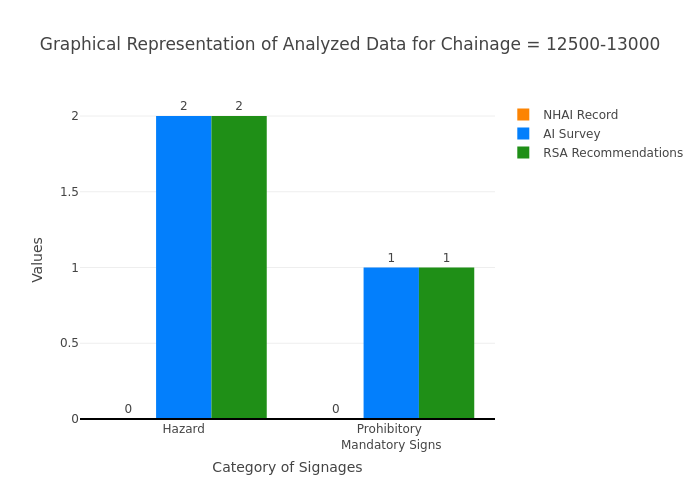 Graphical Representation of Analyzed Data for Chainage = 12500-13000
NHAI Record
AI Survey
RSA Recommendations
Values
2
1.5
1
0.5
0
0
2
2
0
1
1
Hazard
Prohibitory
Mandatory Signs
Category of Signages